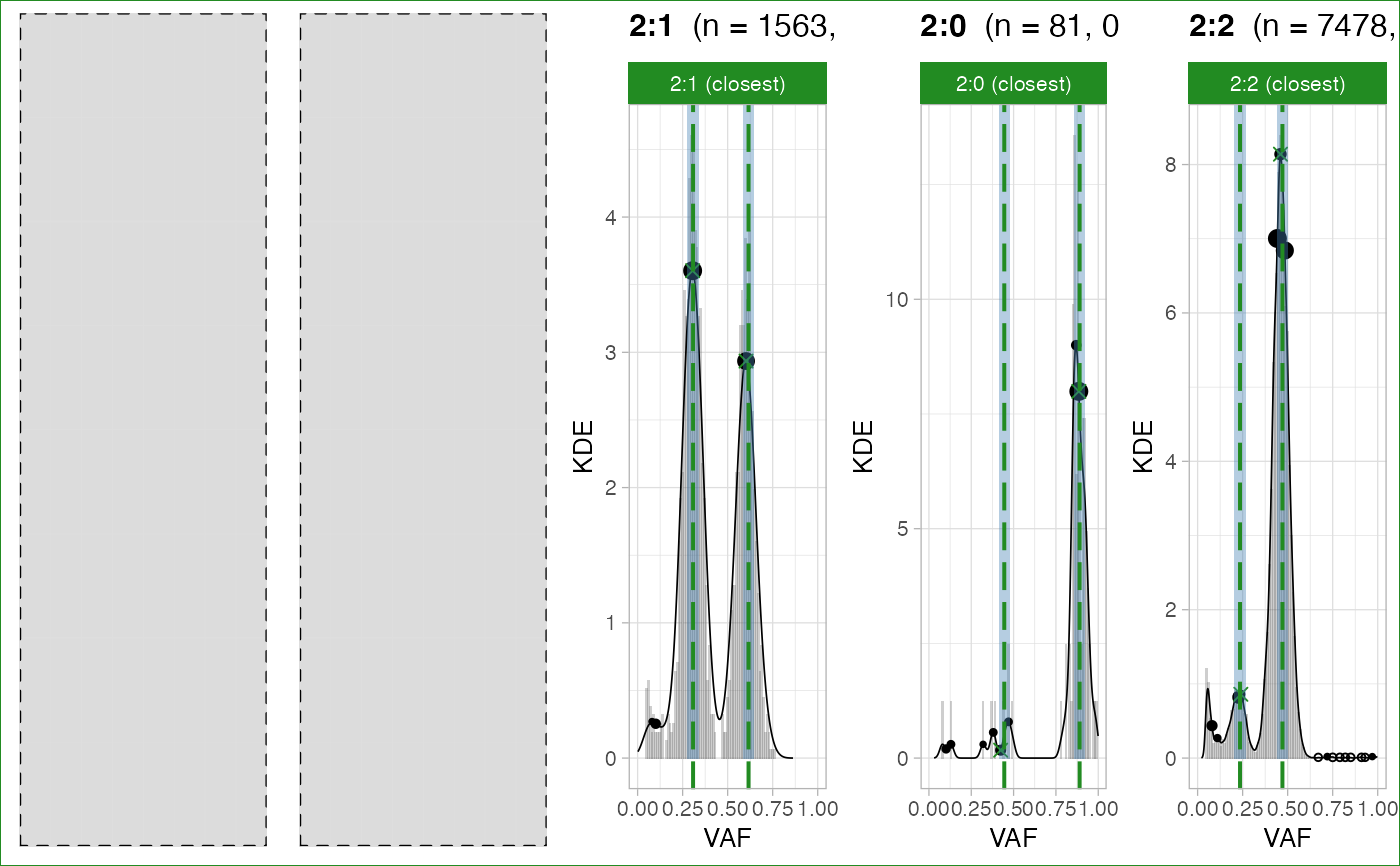 2:1 (n = 1563,
2:1 (closest)
KDE
4
3
2
1
0
0.00 0.25 0.50 0.75 1.00
VAF
2:0 (n = 81, 0
2:0 (closest)
KDE
10
5
0
0.00 0.25 0.50 0.75 1.00
VAF
2:2 (n = 7478,
2:2 (closest)
KDE
8
6
4
2
0
0.00 0.25 0.50 0.75 1.00
VAF